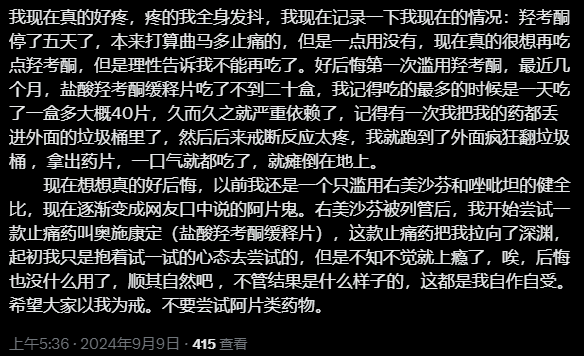 我现在真的好疼，疼的我全身发抖，我现在记录一下我现在的情况：羟考酮
停了五天了，本来打算曲马多止痛的，但是一点用没有，现在真的很想再吃
点羟考酮，但是理性告诉我不能再吃了。好后悔第一次滥用羟考酮，最近几
个月，盐酸羟考酮缓释片吃了不到二十盒，我记得吃的最多的时候是一天吃
了一盒多大概40片，久而久之就严重依赖了，记得有一次我把我的药都丢
进外面的垃圾桶里了，然后后来戒断反应太疼，我就跑到了外面疯狂翻垃圾
桶 ，拿出药片，一口气就都吃了，就瘫倒在地上。
现在想想真的好后悔，以前我还是一个只滥用右美沙芬和唑吡坦的健全
比，现在逐渐变成网友口中说的阿片鬼。右美沙芬被列管后，我开始尝试一
款止痛药叫奥施康定（盐酸羟考酮缓释片），这款止痛药把我拉向了深渊，
起初我只是抱着试一试的心态去尝试的，但是不知不觉就上瘾了，唉，后悔
也没什么用了，顺其自然吧 ，不管结果是什么样子的，这都是我自作自受。
希望大家以我为戒。不要尝试阿片类药物。
上午5:36 · 2024年9月9日 · 415 查看